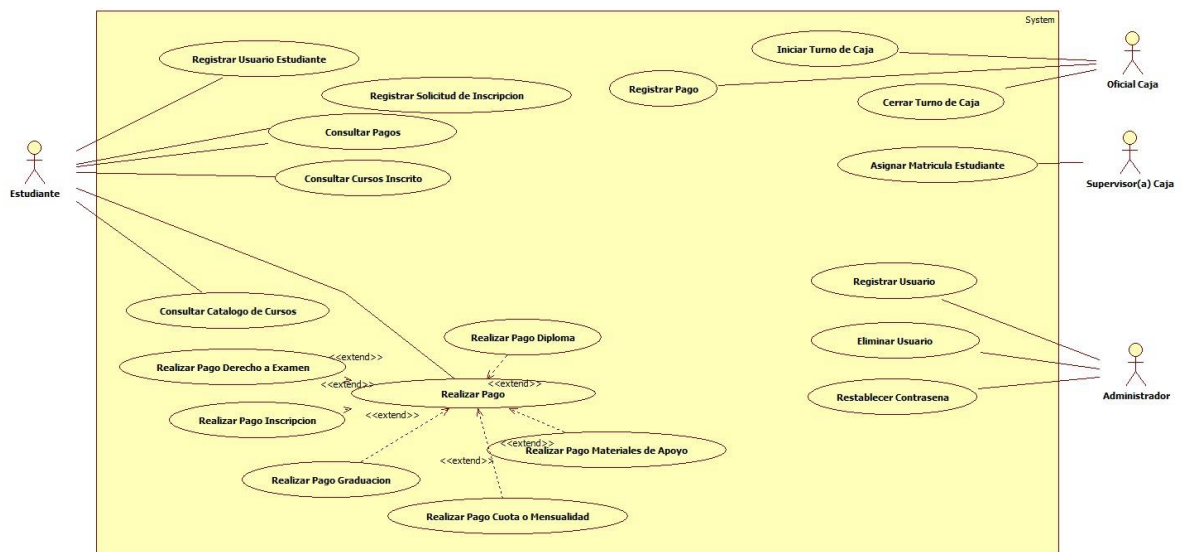 System
Registrar Usuario Estudiante
Iniciar Turno de Caja
Oficial Caja
Registrar Solicitud de Inscripcion
Registrar Pago
Cerrar Turno de Caja
Consultar Pagos
Estudiante
Consultar Cursos Inscrito
Asignar Matricula Estudiante
Supervisor(a) Caja
Consultar Catalogo de Cursos
Registrar Usuario
Realizar Pago Diploma
Eliminar Usuario
<<extend>>
Realizar Pago Derecho a Examen
<<extend>>
<<extend>>
Realizar Pago
Restablecer Contrasena
Administrador
Realizar Pago Inscripcion
<<extend>>
<<extend>>
Realizar Pago Materiales de Apoyo
<<extend>>
Realizar Pago Graduacion
Realizar Pago Cuota o Mensualidad